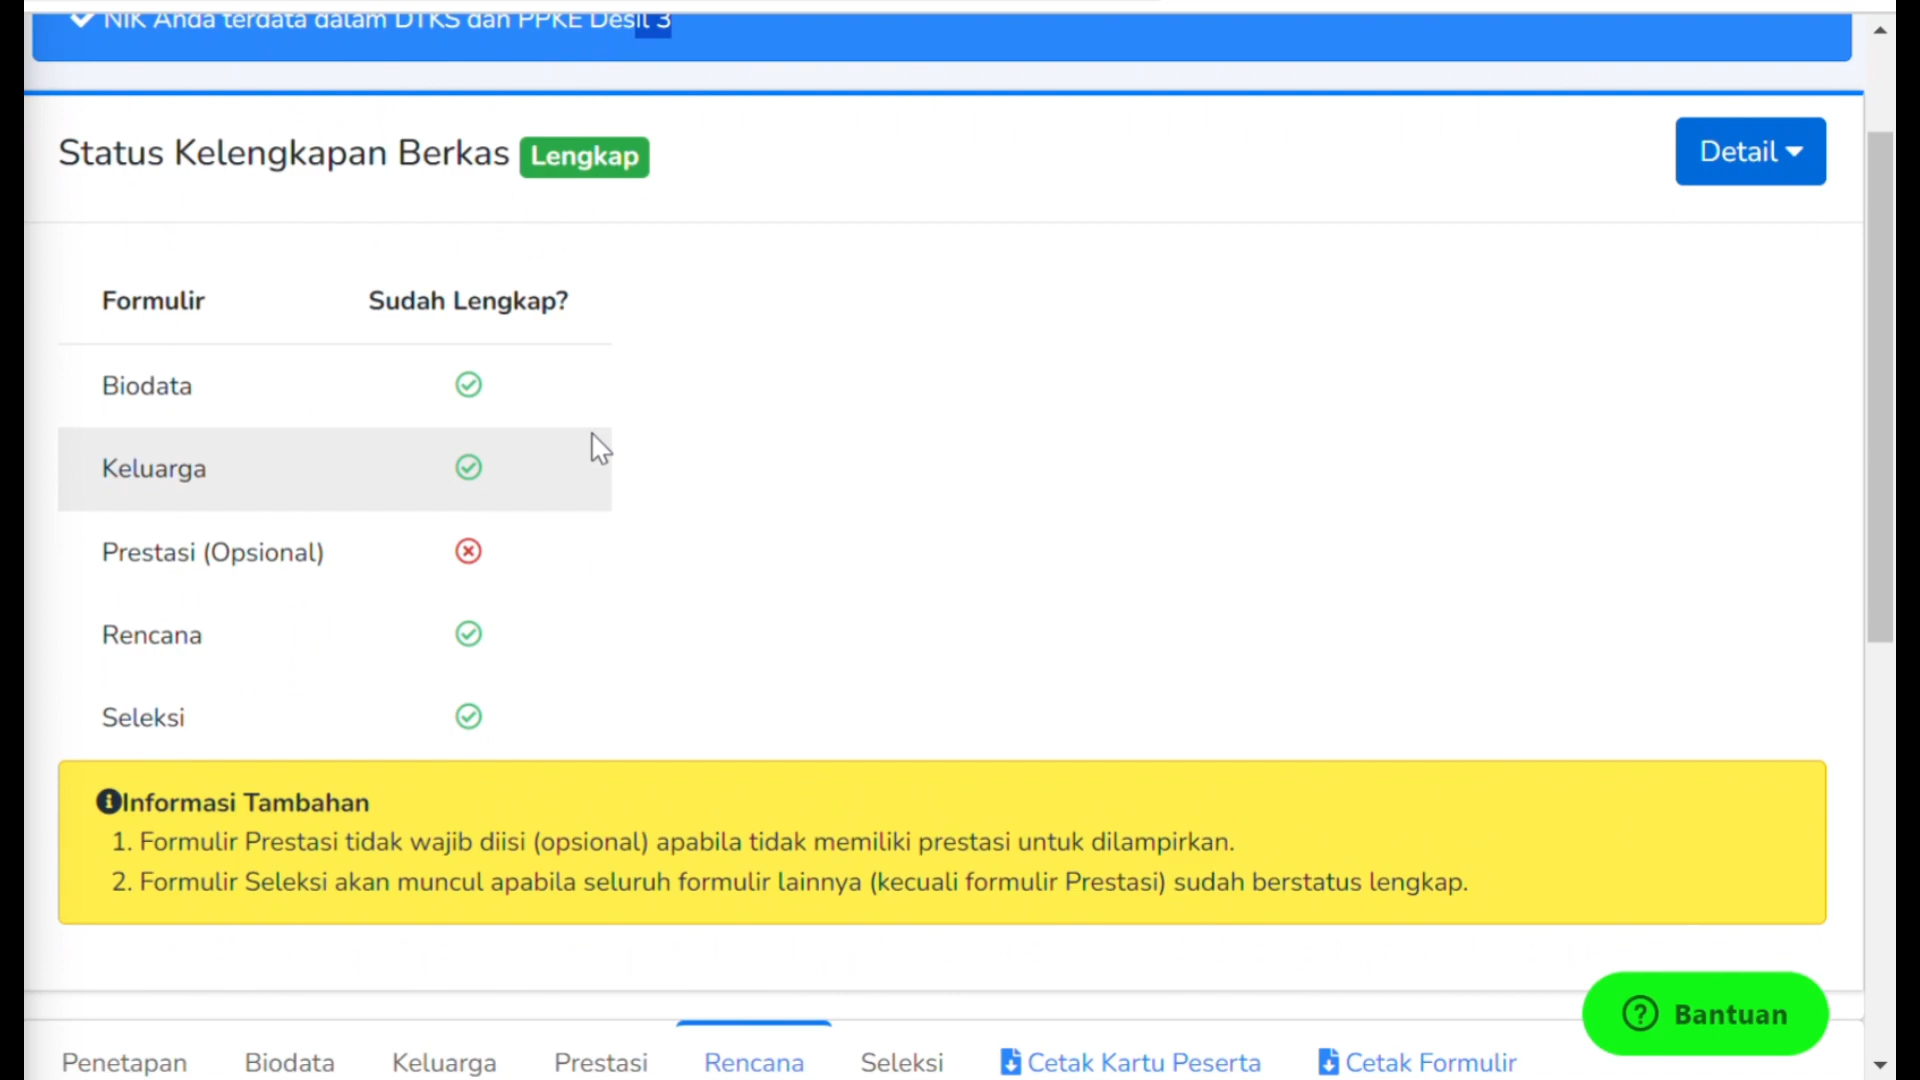 NIK Anda terdata dalam DTKS dan PPKE Desil 3
Status Kelengkapan Berkas Lengkap
Detail
Formulir Sudah Lengkap?
Biodata
Keluarga
Prestasi (Opsional)
Rencana
Seleksi
Informasi Tambahan
1. Formulir Prestasi tidak wajib diisi (opsional) apabila tidak memiliki prestasi untuk dilampirkan.
2. Formulir Seleksi akan muncul apabila seluruh formulir lainnya (kecuali formulir Prestasi) sudah berstatus lengkap.
Bantuan
Penetapan Biodata Keluarga Prestasi Rencana Seleksi Cetak Kartu Peserta Cetak Formulir